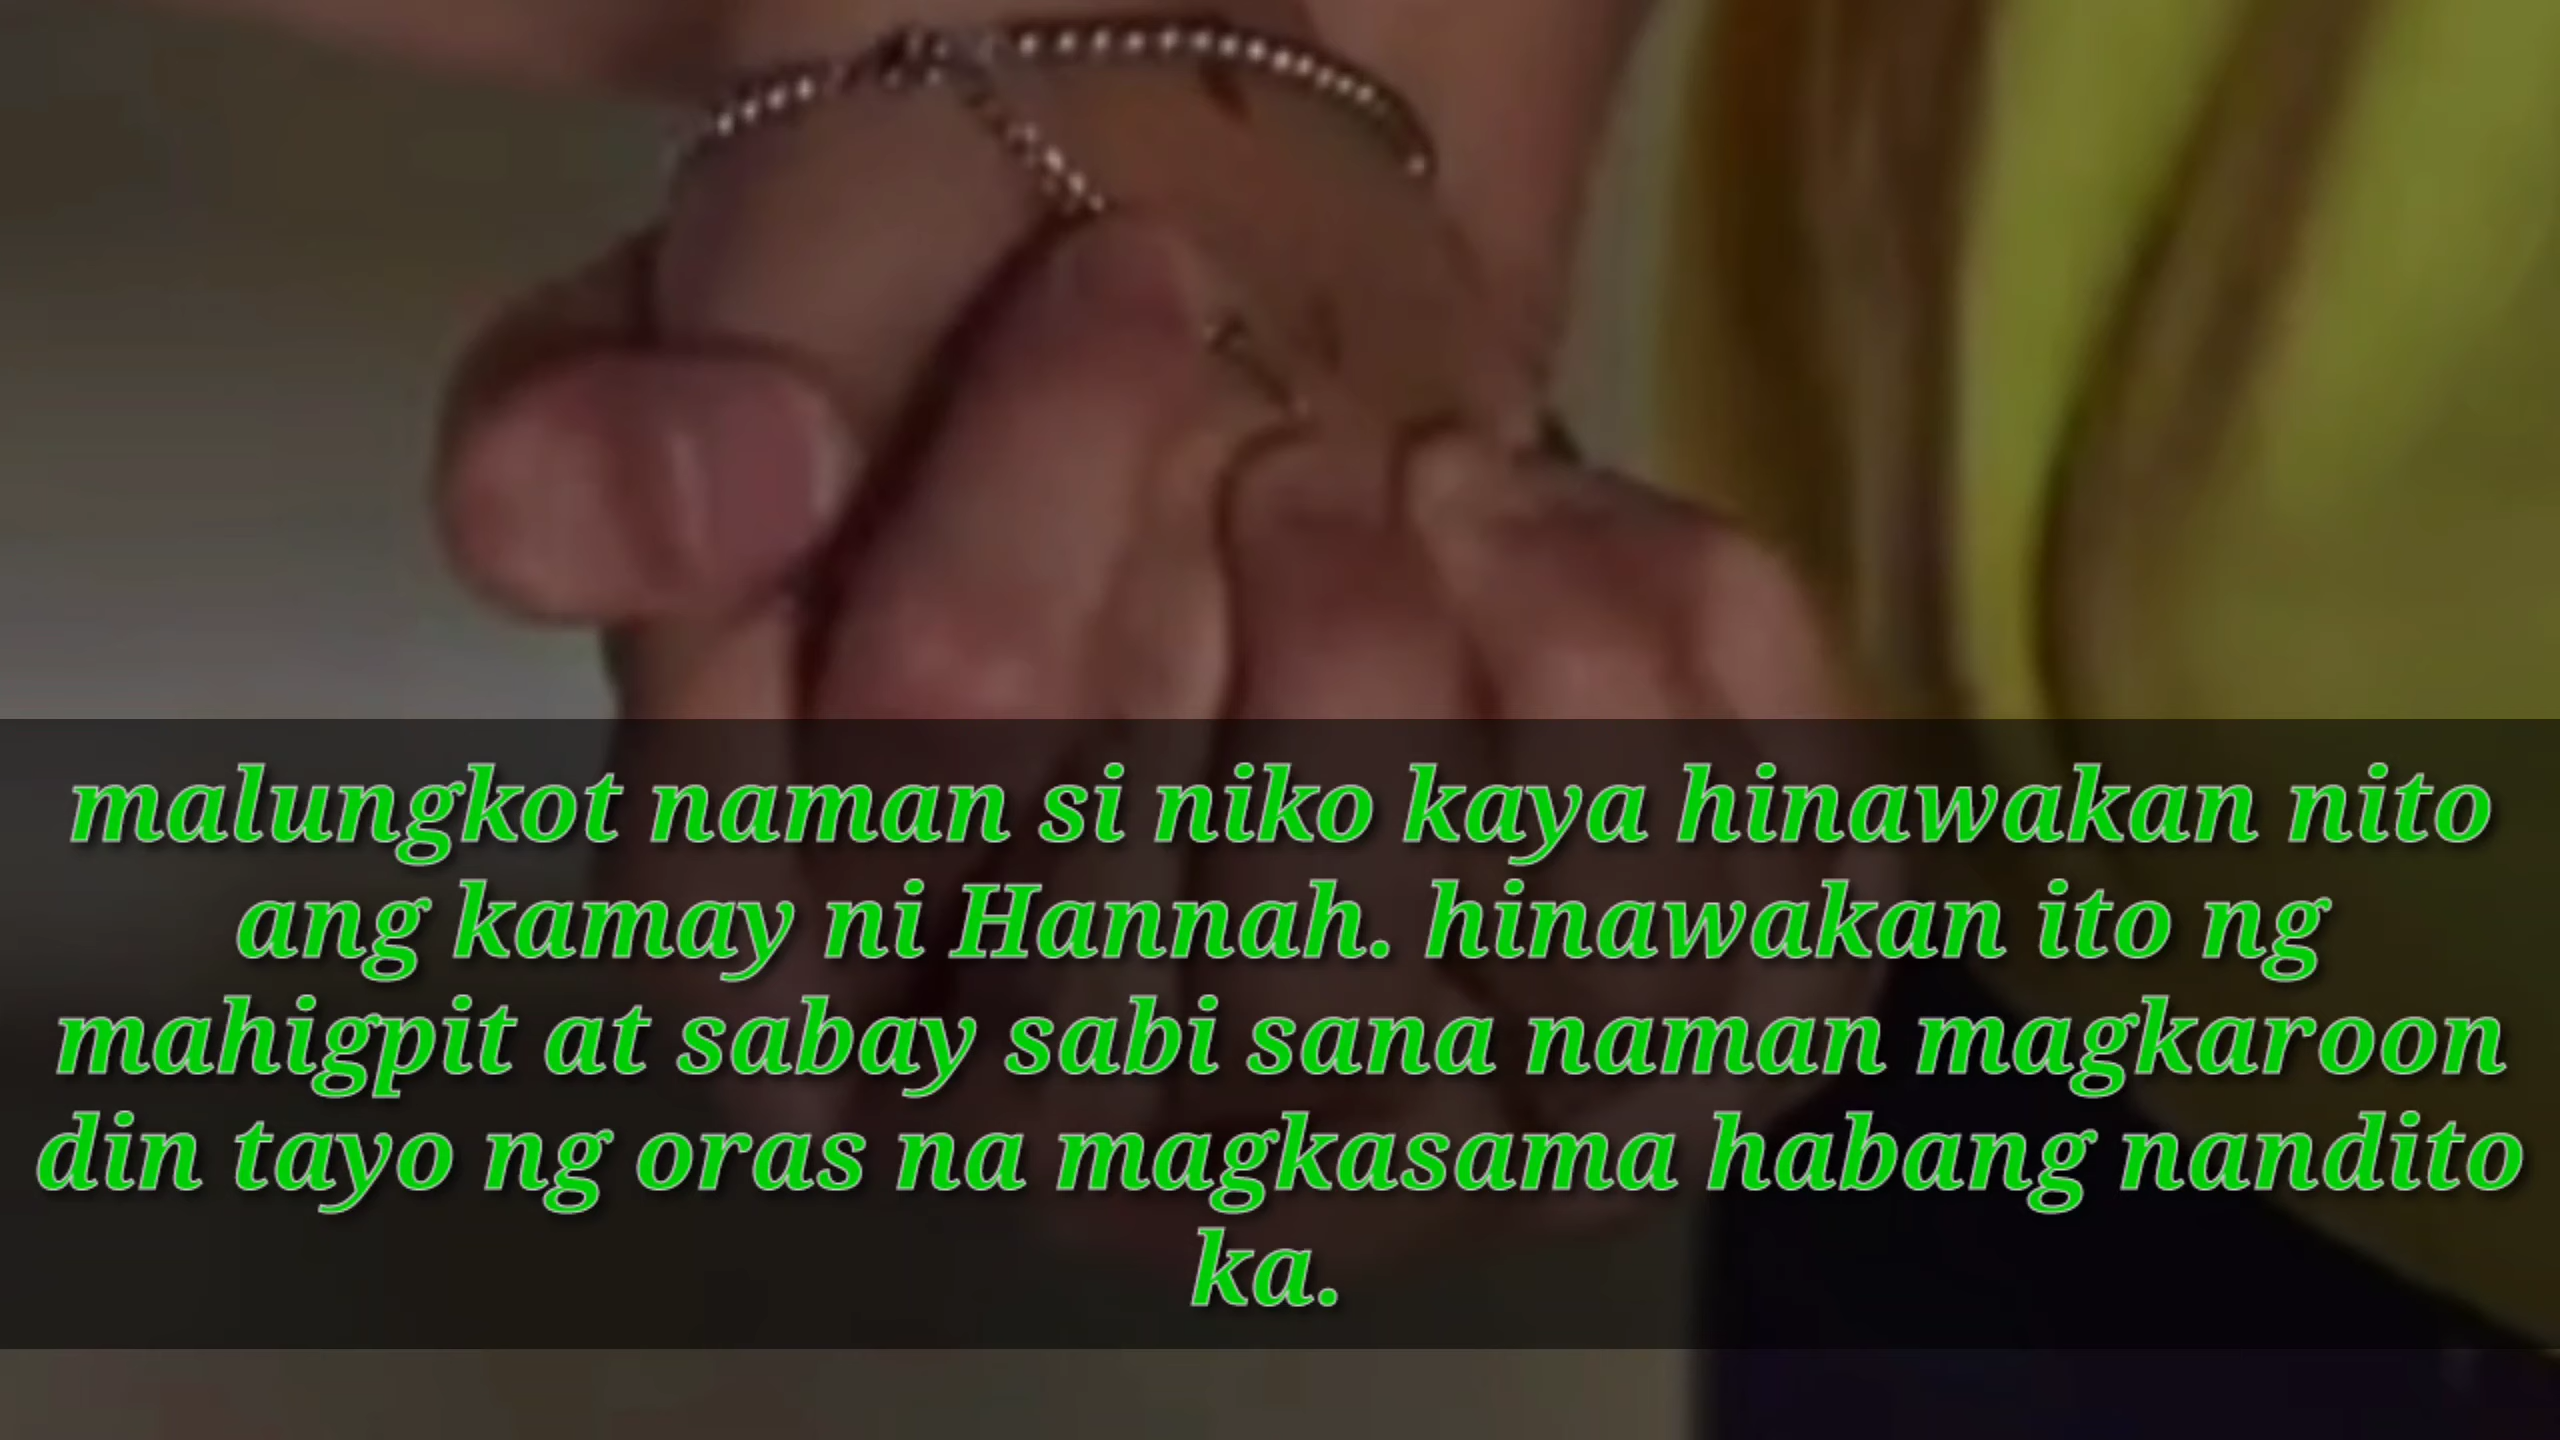 malungkot naman si niko kaya hinawakan nito
ang kamay ni Hannah. hinawakan ito ng
mahigpit at sabay sabi sana naman magkaroon
din tayo ng oras na magkasama habang nandito
ka.